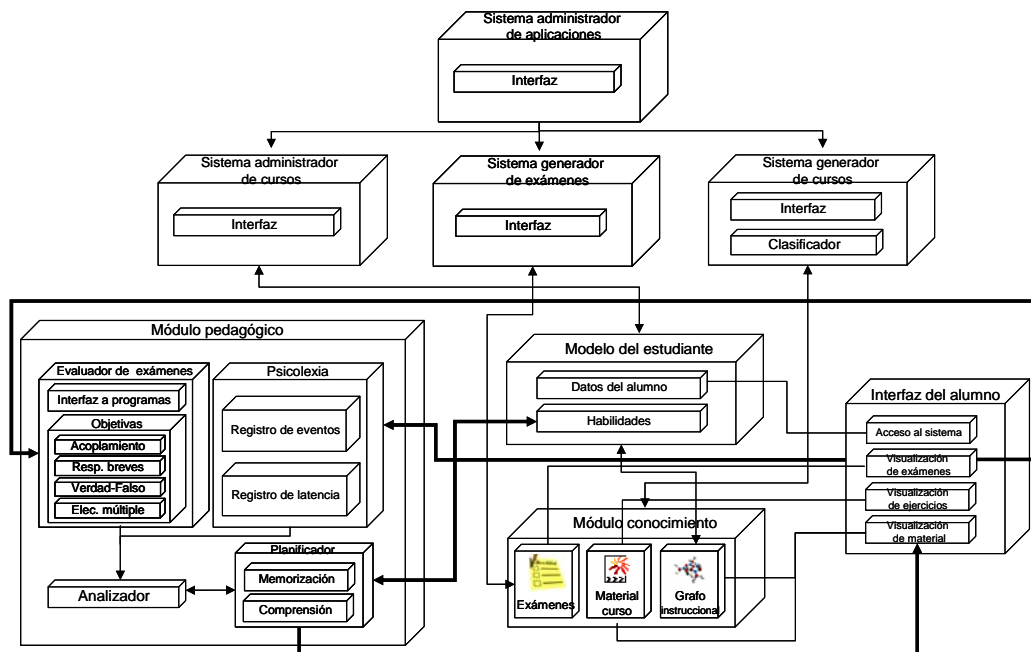 Sistema administrador
de aplicaciones
Interfaz
Sistema administrador
de cursos
Interfaz
Sistema generador
de exámenes
Interfaz
Sistema generador
de cursos
Interfaz
Clasificador
Módulo pedagógico
Evaluador de exámenes
Interfaz a programas
Objetivas
Acoplamiento
Resp. breves
Verdad-Falso
Elec. múltiple
Psicolexia
Registro de eventos
Registro de latencia
Analizador
Planificador
Memorización
Comprensión
Modelo del estudiante
Datos del alumno
Habilidades
Módulo conocimiento
Exámenes
Material
curso
Grafo
instruccional
Interfaz del alumno
Acceso al sistema
Visualización
de exámenes
Visualización
de ejercicios
Visualización
de material